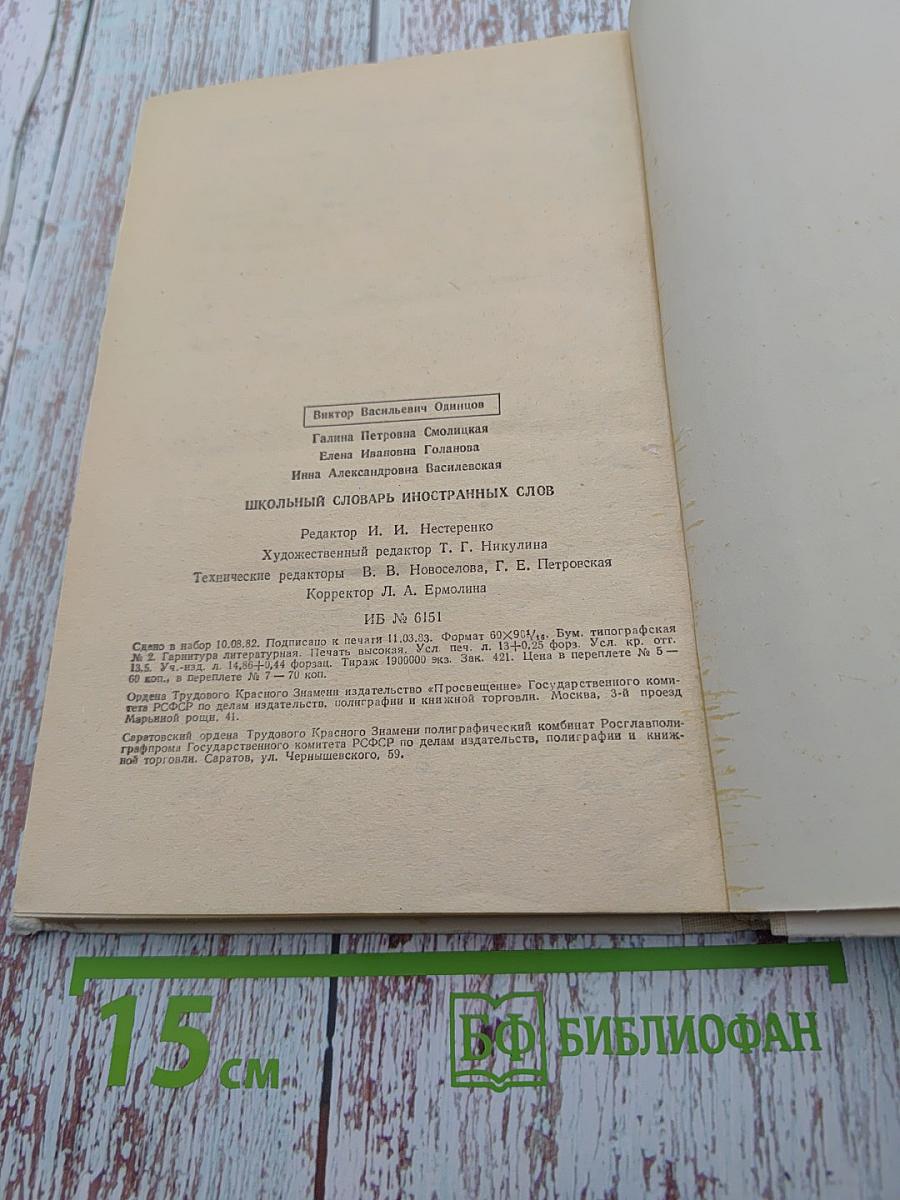 Виктор Васильевич Одинцов
Галина Петровна Смолицкая
Елена Ивановна Голанова
Инна Александровна Василевская
ШКОЛЬНЫЙ СЛОВАРЬ ИНОСТРАННЫХ СЛОВ
Редактор И. И. Нестеренко
Художественный редактор Т. Г. Никулина
Технические редакторы В. В. Новоселова, Г. Е. Петровская
Корректор Л. А. Ермолина
ИБ № 6151
Сдано в набор 10.08.82. Подписано к печати 11.03.83. Формат 60×90¹/₁₆. Бум. типографская
№ 2. Гарнитура литературная. Печать высокая. Усл. печ. л. 13+0,25 форз. Усл. кр. отт.
13,5. Уч.-изд. л. 14,86+0,44 форзац. Тираж 1900000 экз. Зак. 421. Цена в переплете № 5 —
60 коп., в переплете № 7 — 70 коп.
Ордена Трудового Красного Знамени издательство «Просвещение» Государственного коми-
тета РСФСР по делам издательств, полиграфии и книжной торговли. Москва, 3-й проезд
Марьиной рощи, 41.
Саратовский ордена Трудового Красного Знамени полиграфический комбинат Росглавполи-
графпрома Государственного комитета РСФСР по делам издательств, полиграфии и книж-
ной торговли. Саратов, ул. Чернышевского, 59.
15 см
БФ БИБЛИОФАН